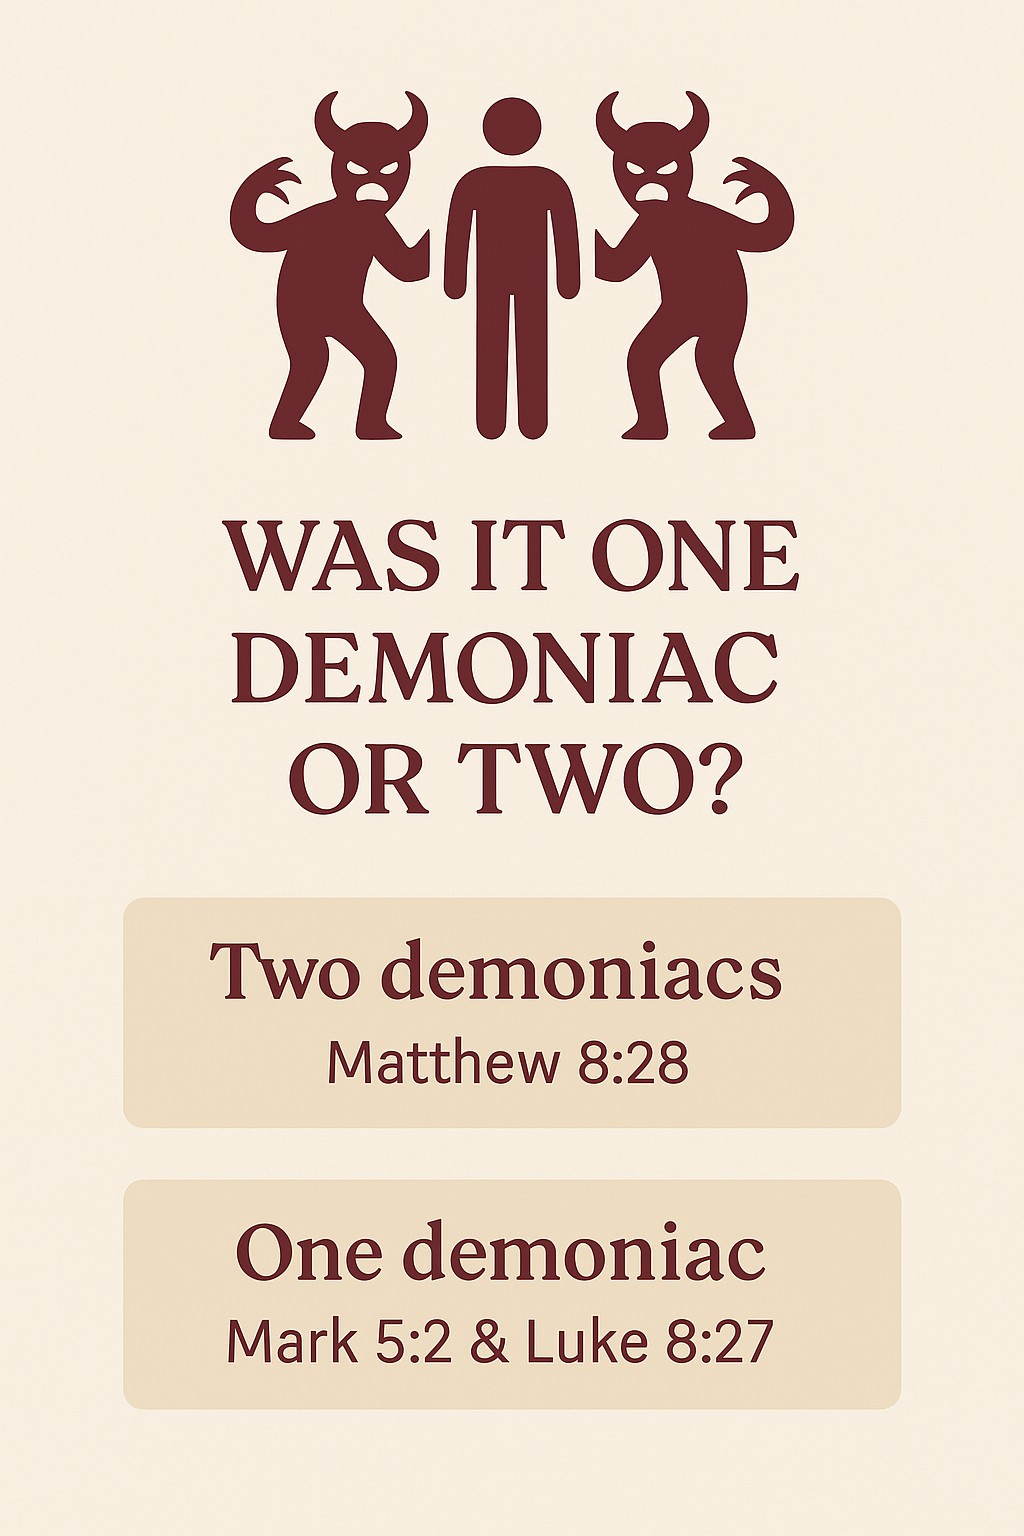 WAS IT ONE
DEMONIAC
OR TWO?
Two demoniacs
Matthew 8:28
One demoniac
Mark 5:2 & Luke 8:27